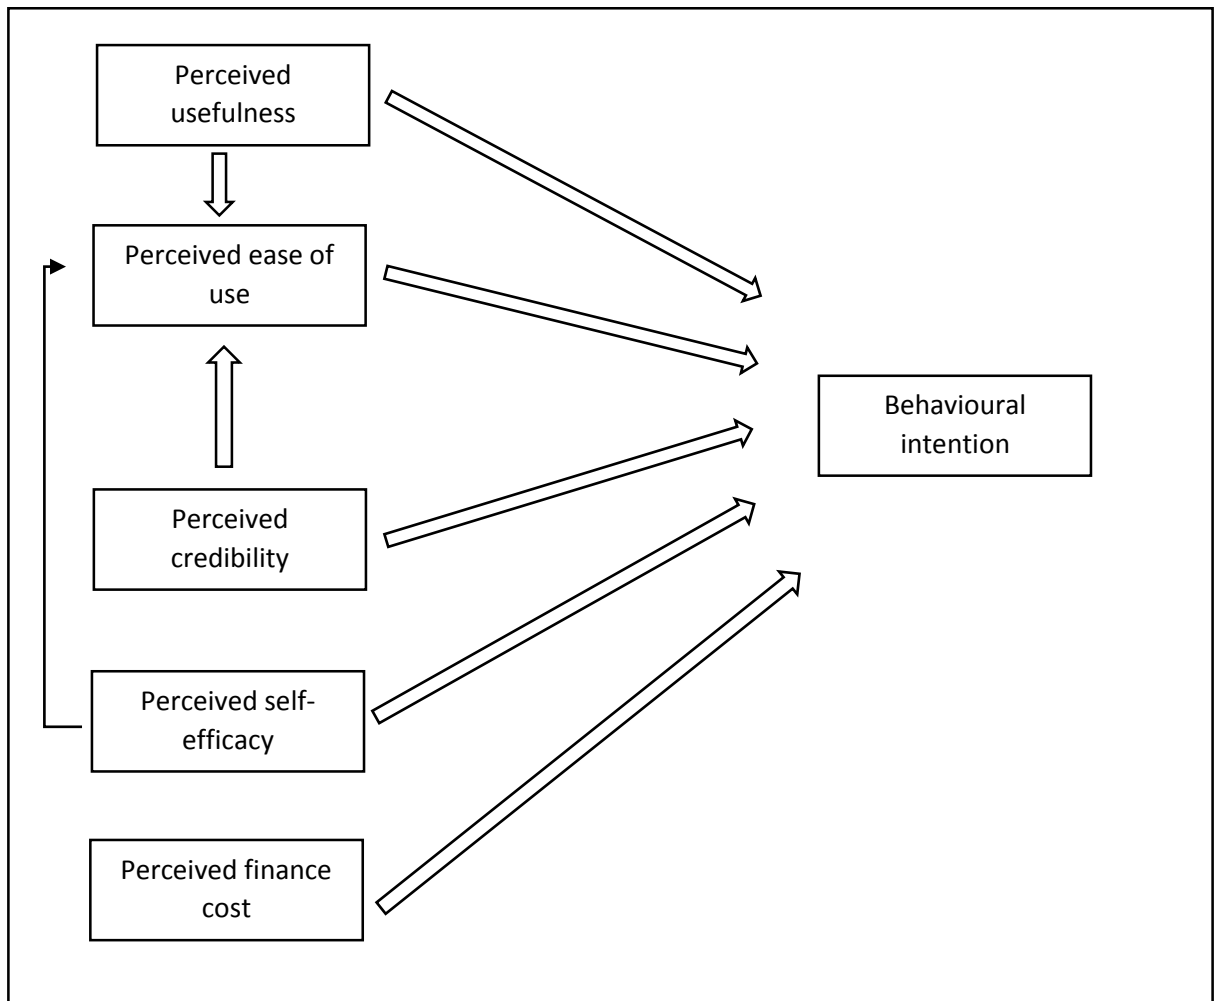 Perceived
usefulness
Perceived ease of
use
Behavioural
intention
Perceived
credibility
Perceived self-
efficacy
Perceived finance
cost